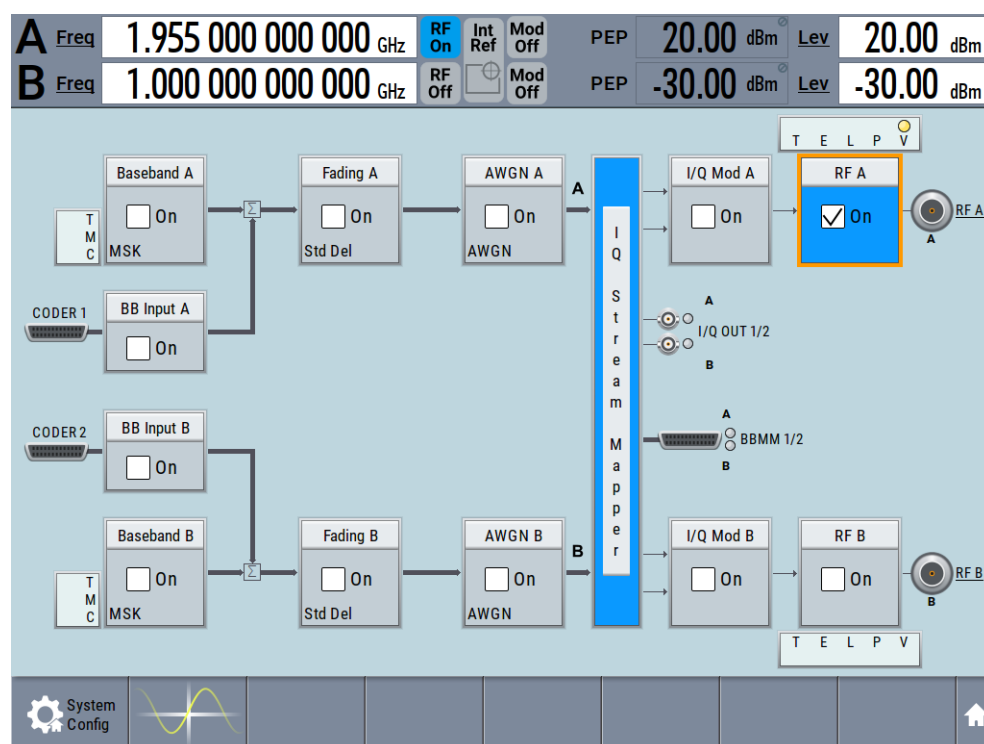 A Freq 1.955 000 000 000 GHz RF On Int Ref Mod Off PEP 20.00 dBm Lev 20.00 dBm
B Freq 1.000 000 000 000 GHz RF Off Mod Off PEP -30.00 dBm Lev -30.00 dBm
T E L P V
Baseband A Fading A AWGN A I/Q Mod A RF A
A
T M C On Σ On On On On RF A
MSK Std Del AWGN A
IQ Stream Mapper
CODER 1 BB Input A
On
A
I/Q OUT 1/2
B
CODER 2 BB Input B
On
A
BBMM 1/2
B
Baseband B Fading B AWGN B I/Q Mod B RF B
B
T M C On Σ On On On On RF B
MSK Std Del AWGN B
T E L P V
System Config